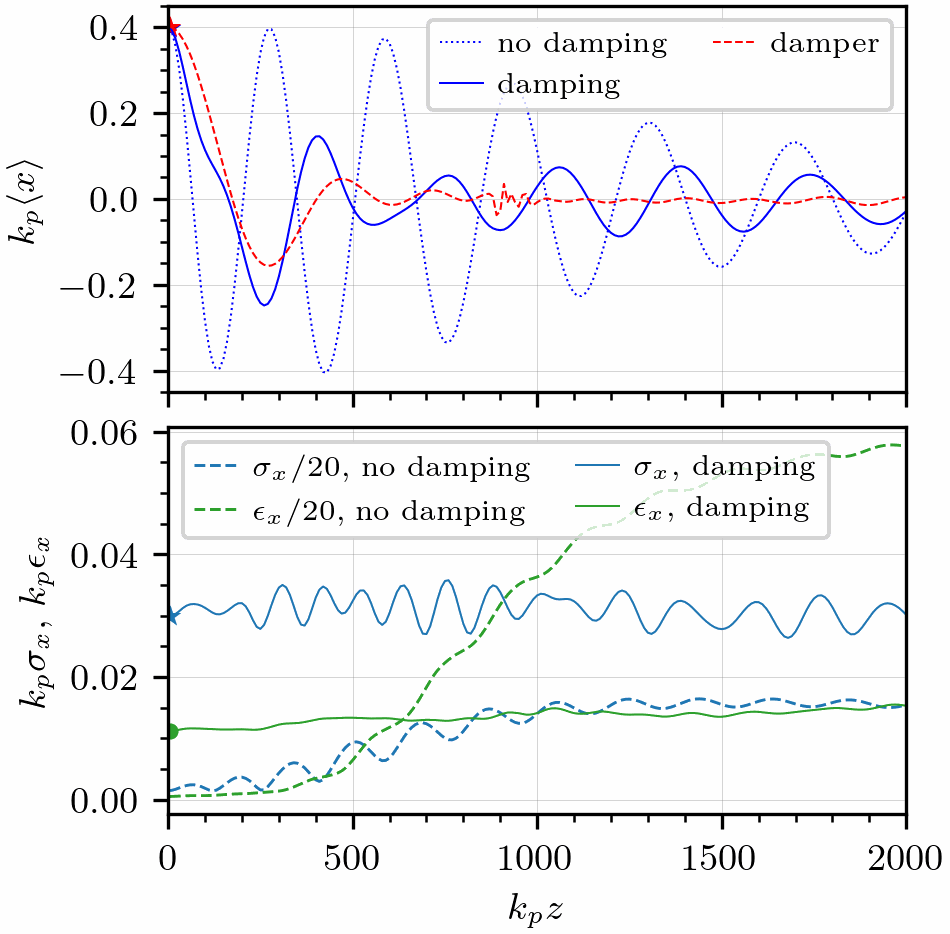 0.4
0.2
0.0
−0.2
−0.4
k_p⟨x⟩
no damping
damping
damper
0.06
0.04
0.02
0.00
k_pσ_x, k_pϵ_x
σ_x/20, no damping
ϵ_x/20, no damping
σ_x, damping
ϵ_x, damping
0 500 1000 1500 2000
k_p z